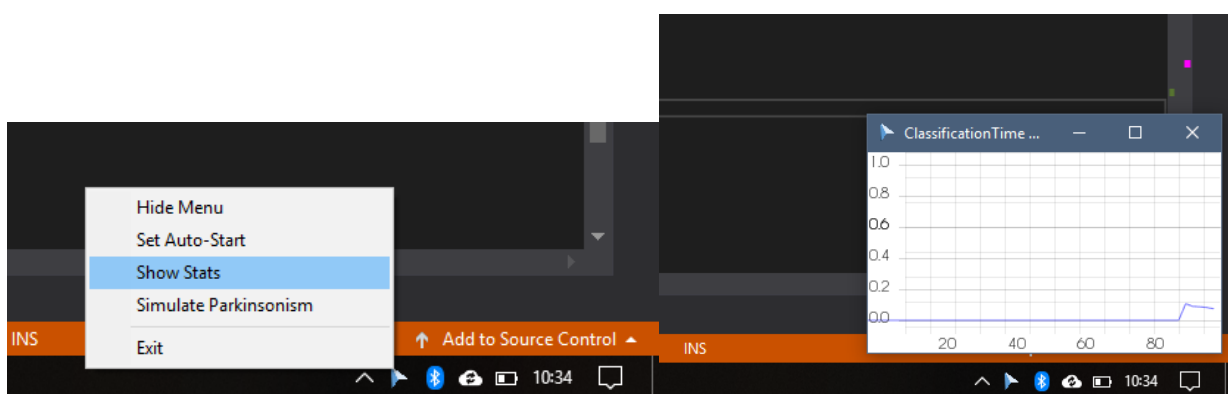 Hide Menu
Set Auto-Start
Show Stats
Simulate Parkinsonism
Exit
INS
Add to Source Control
10:34
ClassificationTime ...
1.0
0.8
0.6
0.4
0.2
0.0
20 40 60 80
INS
10:34